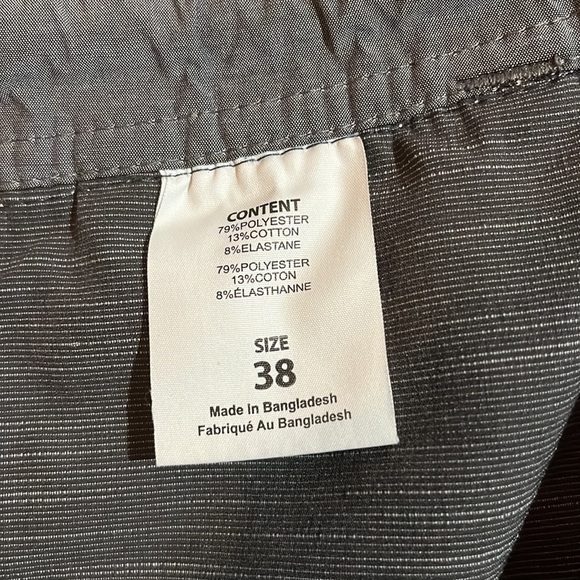 CONTENT
79%POLYESTER
13%COTTON
8%ELASTANE
79%POLYESTER
13%COTON
8%ÉLASTHANNE
SIZE
38
Made In Bangladesh
Fabriqué Au Bangladesh